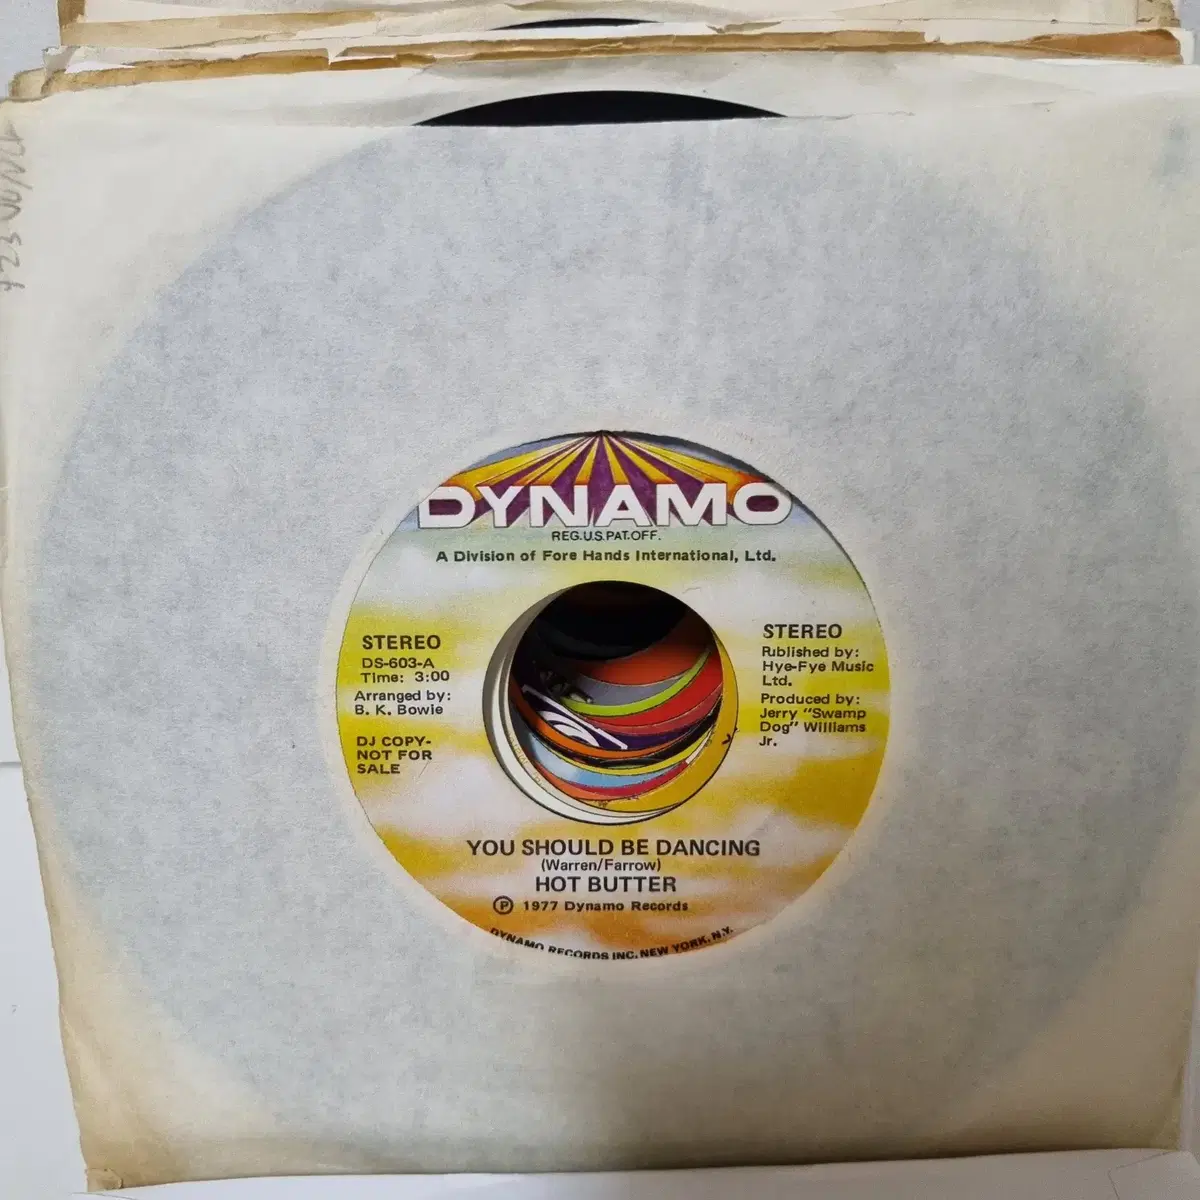 DYNAMO
REG.U.S.PAT.OFF.
A Division of Fore Hands International, Ltd.
STEREO
DS-603-A
Time: 3:00
Arranged by:
B. K. Bowie
DJ COPY-
NOT FOR
SALE
STEREO
Published by:
Hye-Fye Music
Ltd.
Produced by:
Jerry "Swamp
Dog" Williams
Jr.
YOU SHOULD BE DANCING
(Warren/Farrow)
HOT BUTTER
Ⓟ 1977 Dynamo Records
DYNAMO RECORDS INC. NEW YORK, N.Y.